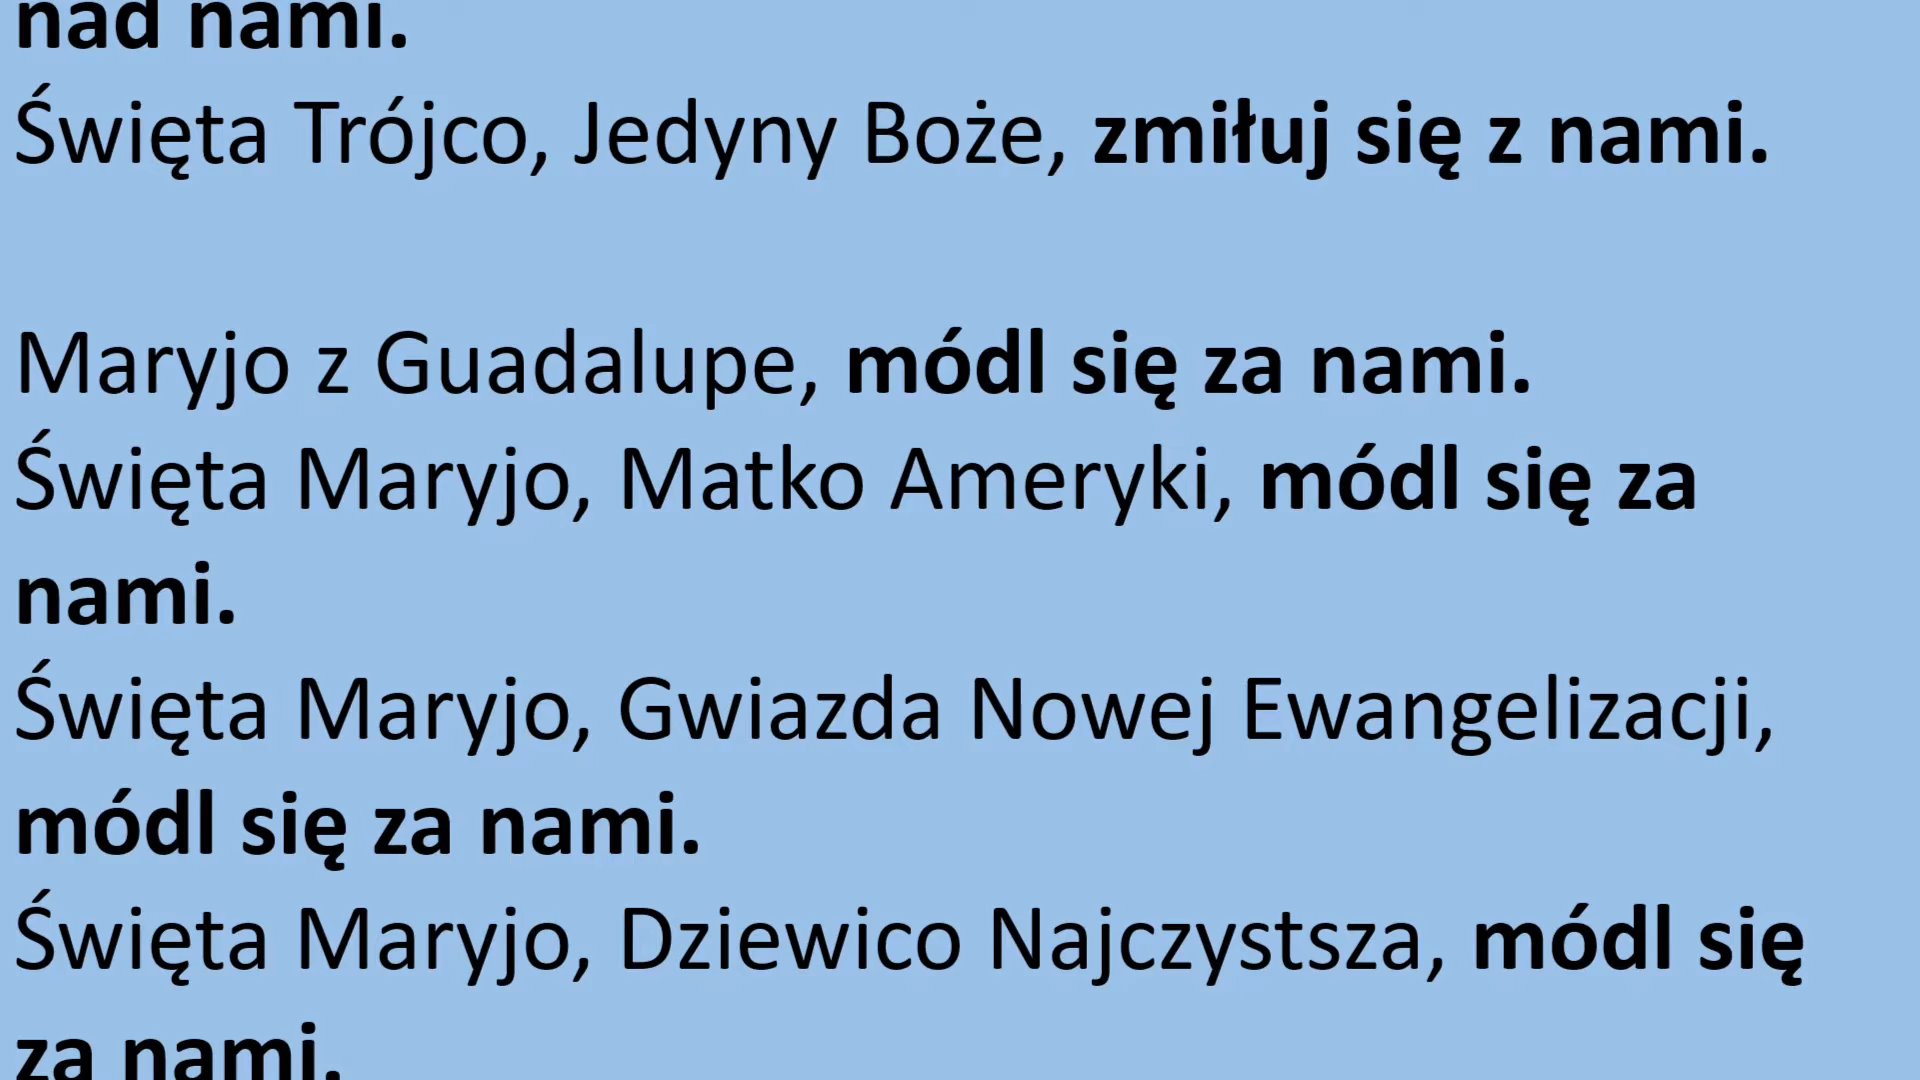 nad nami.
Święta Trójco, Jedyny Boże, zmiłuj się z nami.
Maryjo z Guadalupe, módl się za nami.
Święta Maryjo, Matko Ameryki, módl się za
nami.
Święta Maryjo, Gwiazda Nowej Ewangelizacji,
módl się za nami.
Święta Maryjo, Dziewico Najczystsza, módl się
za nami.